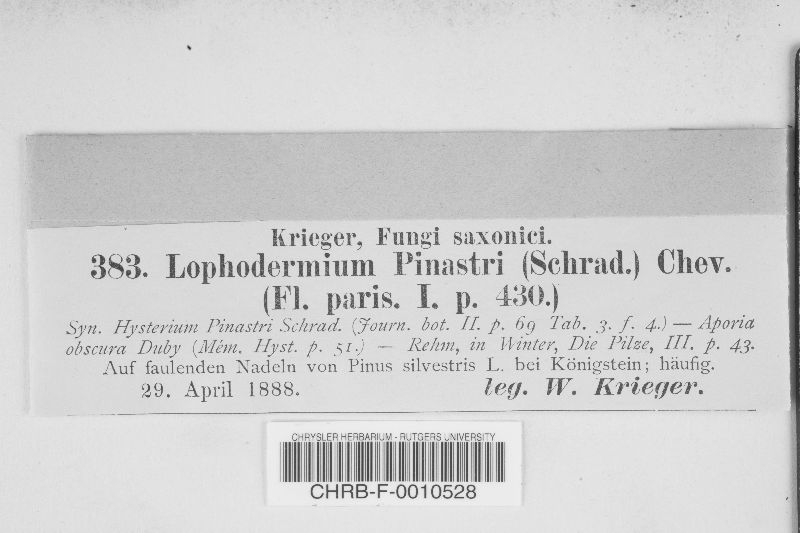 Krieger, Fungi saxonici.
383. Lophodermium Pinastri (Schrad.) Chev.
(Fl. paris. I. p. 430.)
Syn. Hysterium Pinastri Schrad. (Journ. bot. II. p. 69 Tab. 3. f. 4.) — Aporia
obscura Duby (Mém. Hyst. p. 51.) — Rehm, in Winter, Die Pilze, III. p. 43.
Auf faulenden Nadeln von Pinus silvestris L. bei Königstein; häufig.
29. April 1888. leg. W. Krieger.
CHRYSLER HERBARIUM - RUTGERS UNIVERSITY
CHRB-F-0010528